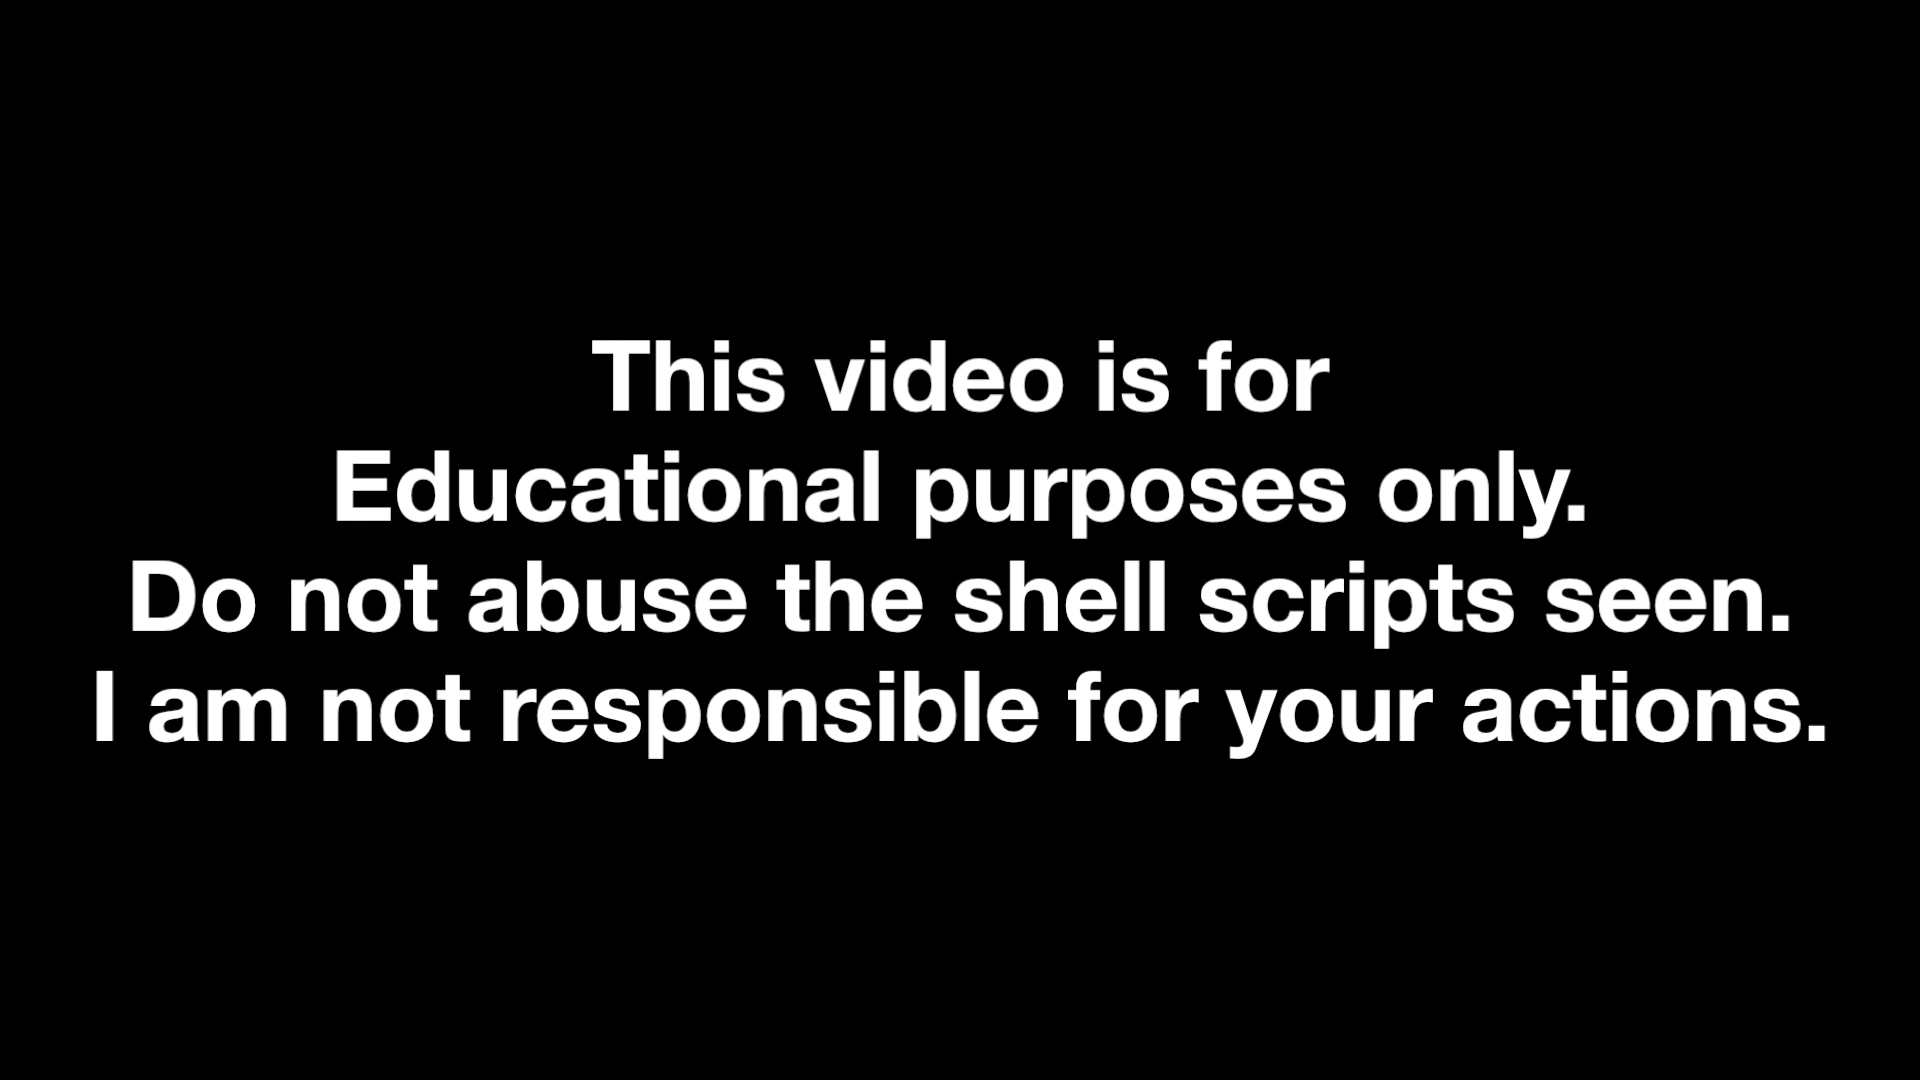 This video is for
Educational purposes only.
Do not abuse the shell scripts seen.
I am not responsible for your actions.